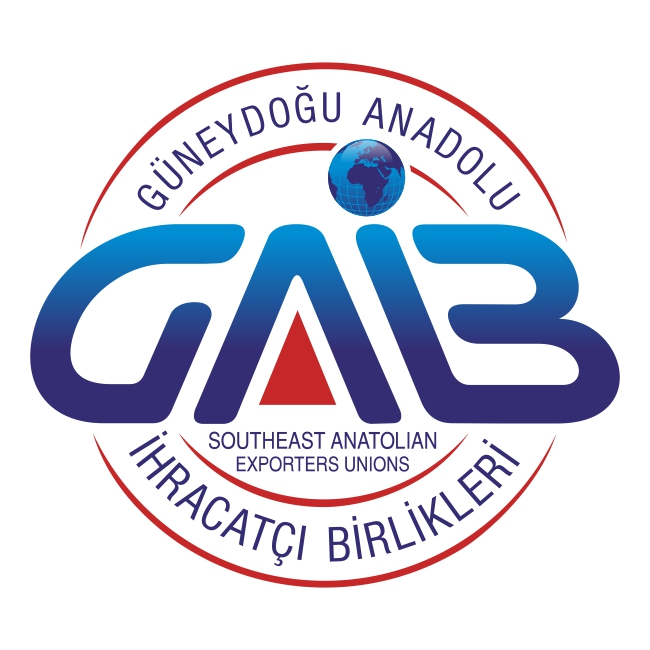 GÜNEYDOĞU ANADOLU
GAİB
SOUTHEAST ANATOLIAN
EXPORTERS UNIONS
İHRACATÇI BİRLİKLERİ